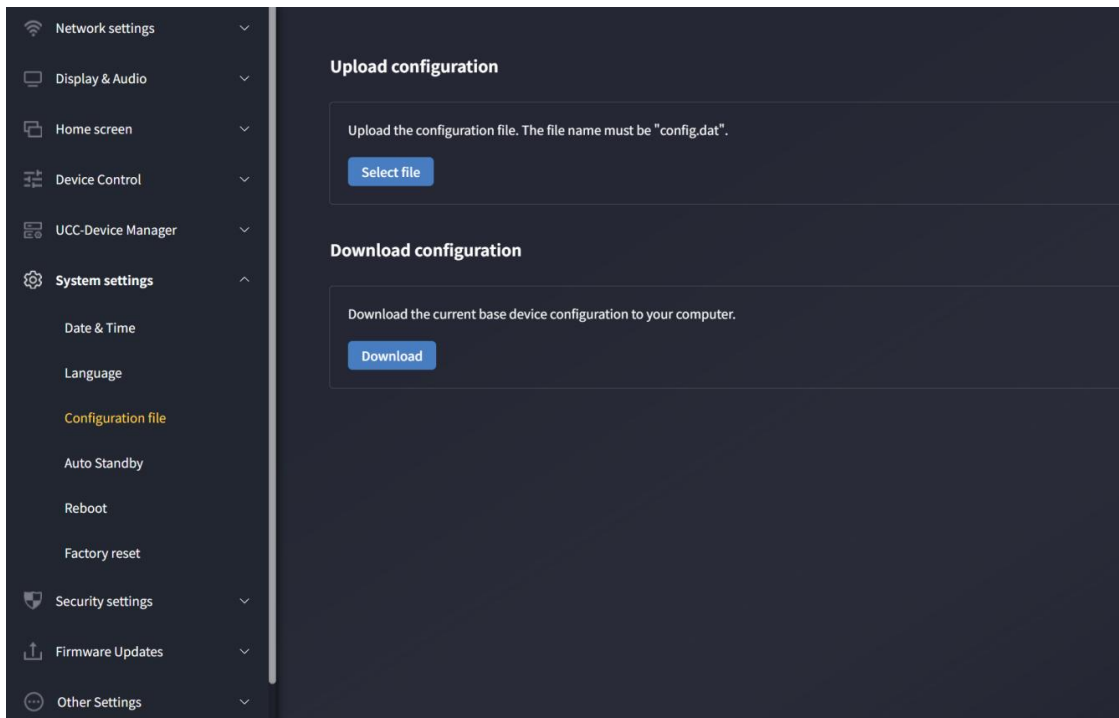 Network settings
Display & Audio
Home screen
Device Control
UCC-Device Manager
System settings
Date & Time
Language
Configuration file
Auto Standby
Reboot
Factory reset
Security settings
Firmware Updates
Other Settings
Upload configuration
Upload the configuration file. The file name must be "config.dat".
Select file
Download configuration
Download the current base device configuration to your computer.
Download